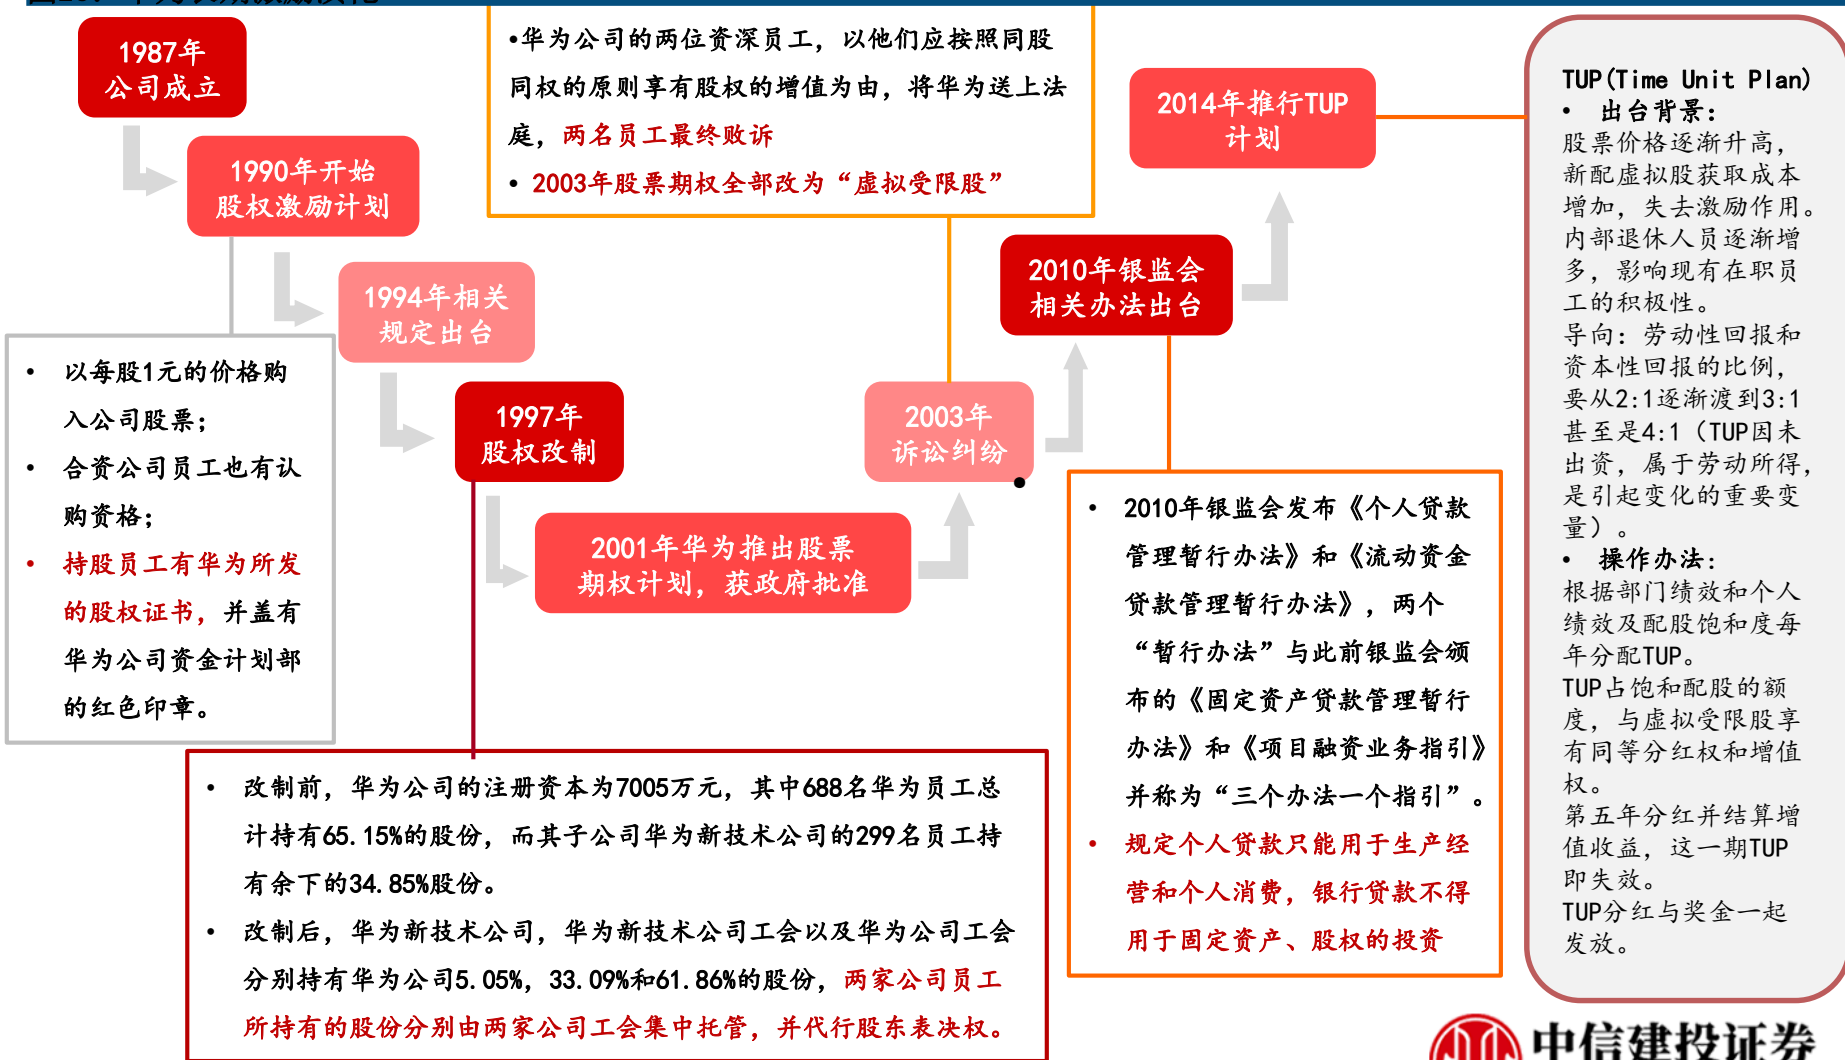 1987年
公司成立
1990年开始
股权激励计划
1994年相关
规定出台
1997年
股权改制
2001年华为推出股票
期权计划，获政府批准
2003年
诉讼纠纷
2010年银监会
相关办法出台
2014年推行TUP
计划
•华为公司的两位资深员工，以他们应按照同股
同权的原则享有股权的增值为由，将华为送上法
庭，两名员工最终败诉
• 2003年股票期权全部改为“虚拟受限股”
• 以每股1元的价格购
入公司股票；
• 合资公司员工也有认
购资格；
• 持股员工有华为所发
的股权证书，并盖有
华为公司资金计划部
的红色印章。
• 改制前，华为公司的注册资本为7005万元，其中688名华为员工总
计持有65.15%的股份，而其子公司华为新技术公司的299名员工持
有余下的34.85%股份。
• 改制后，华为新技术公司，华为新技术公司工会以及华为公司工会
分别持有华为公司5.05%，33.09%和61.86%的股份，两家公司员工
所持有的股份分别由两家公司工会集中托管，并代行股东表决权。
• 2010年银监会发布《个人贷款
管理暂行办法》和《流动资金
贷款管理暂行办法》，两个
“暂行办法”与此前银监会颁
布的《固定资产贷款管理暂行
办法》和《项目融资业务指引》
并称为“三个办法一个指引”。
• 规定个人贷款只能用于生产经
营和个人消费，银行贷款不得
用于固定资产、股权的投资
TUP(Time Unit Plan)
• 出台背景：
股票价格逐渐升高，
新配虚拟股获取成本
增加，失去激励作用。
内部退休人员逐渐增
多，影响现有在职员
工的积极性。
导向：劳动性回报和
资本性回报的比例，
要从2:1逐渐渡到3:1
甚至是4:1（TUP因未
出资，属于劳动所得，
是引起变化的重要变
量）。
• 操作办法：
根据部门绩效和个人
绩效及配股饱和度每
年分配TUP。
TUP占饱和配股的额
度，与虚拟受限股享
有同等分红权和增值
权。
第五年分红并结算增
值收益，这一期TUP
即失效。
TUP分红与奖金一起
发放。
中信建投证券